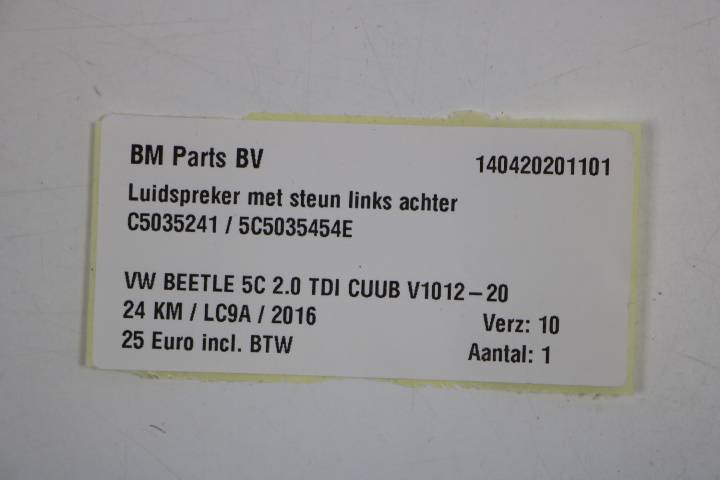 BM Parts BV 140420201101
Luidspreker met steun links achter
C5035241 / 5C5035454E
VW BEETLE 5C 2.0 TDI CUUB V1012-20
24 KM / LC9A / 2016 Verz: 10
25 Euro incl. BTW Aantal: 1